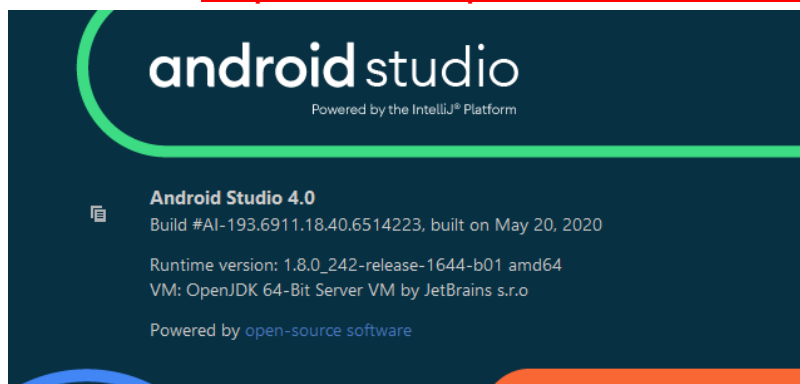 android studio
Powered by the IntelliJ® Platform
Android Studio 4.0
Build #AI-193.6911.18.40.6514223, built on May 20, 2020
Runtime version: 1.8.0_242-release-1644-b01 amd64
VM: OpenJDK 64-Bit Server VM by JetBrains s.r.o
Powered by open-source software